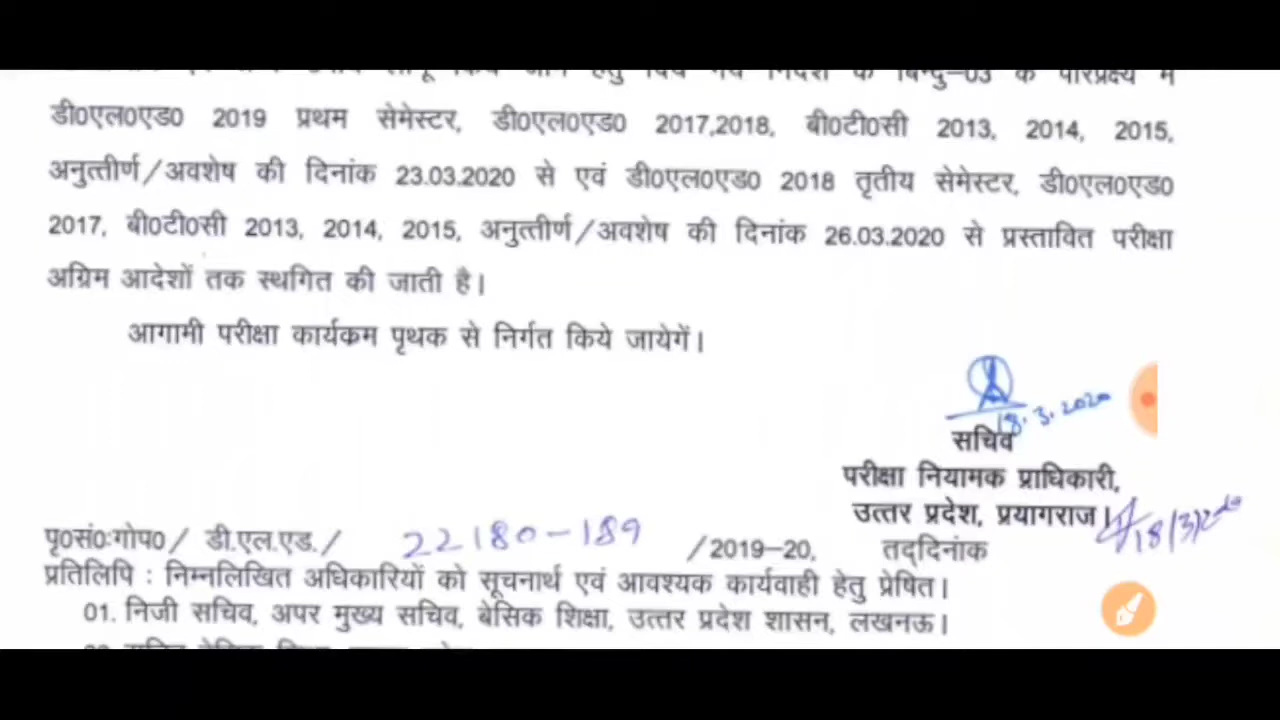 हेतु दिये गये निर्देश के बिन्दु–03 के परिप्रेक्ष्य में
डी0एल0एड0 2019 प्रथम सेमेस्टर, डी0एल0एड0 2017,2018, बी0टी0सी 2013, 2014, 2015,
अनुत्तीर्ण/अवशेष की दिनांक 23.03.2020 से एवं डी0एल0एड0 2018 तृतीय सेमेस्टर, डी0एल0एड0
2017, बी0टी0सी 2013, 2014, 2015, अनुत्तीर्ण/अवशेष की दिनांक 26.03.2020 से प्रस्तावित परीक्षा
अग्रिम आदेशों तक स्थगित की जाती है।
आगामी परीक्षा कार्यकम पृथक से निर्गत किये जायेगें।
18.3.2020
सचिव
परीक्षा नियामक प्राधिकारी,
उत्तर प्रदेश, प्रयागराज।
18/3/2020
पृ0सं0:गोप0/ डी.एल.एड./ 22180-189 /2019–20, तद्दिनांक
प्रतिलिपि : निम्नलिखित अधिकारियों को सूचनार्थ एवं आवश्यक कार्यवाही हेतु प्रेषित।
01. निजी सचिव, अपर मुख्य सचिव, बेसिक शिक्षा, उत्तर प्रदेश शासन, लखनऊ।